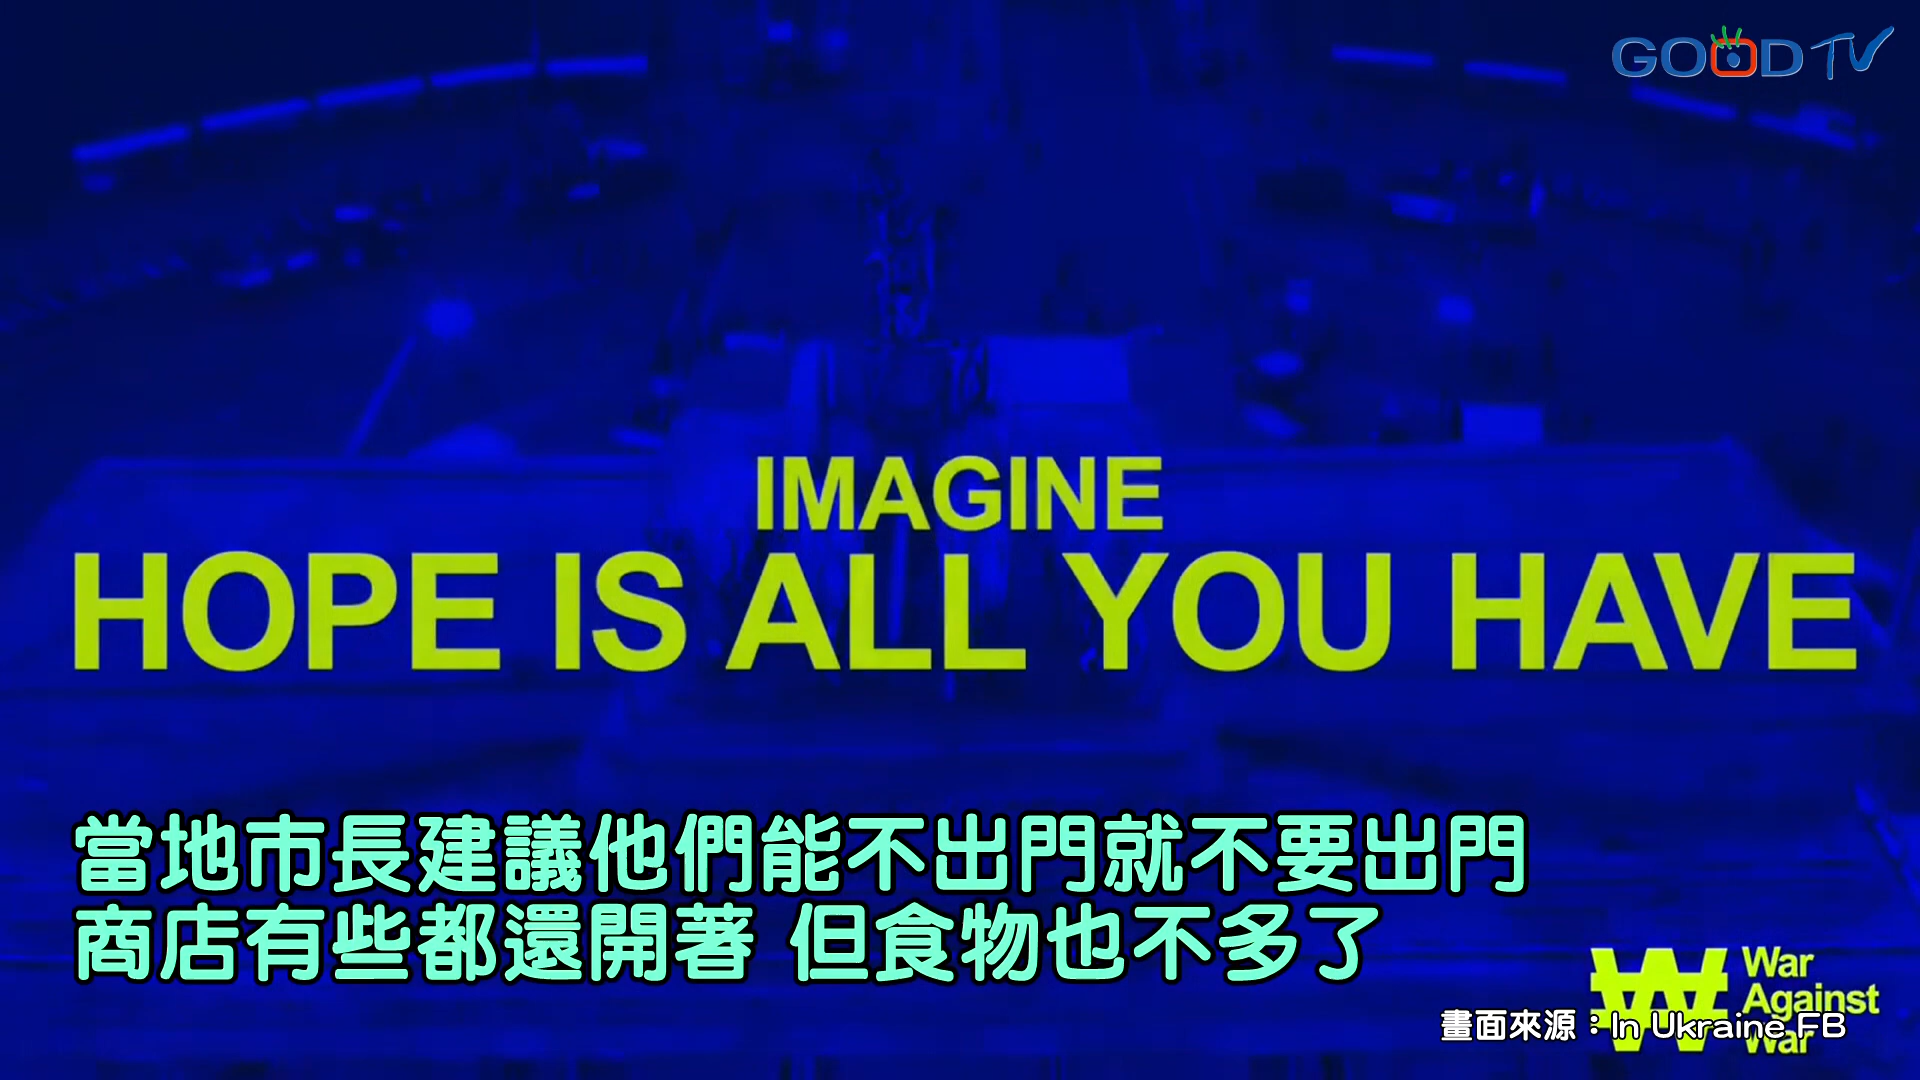 GOOD TV
IMAGINE
HOPE IS ALL YOU HAVE
當地市長建議他們能不出門就不要出門
商店有些都還開著 但食物也不多了
War
Against
War
畫面來源：In Ukraine FB